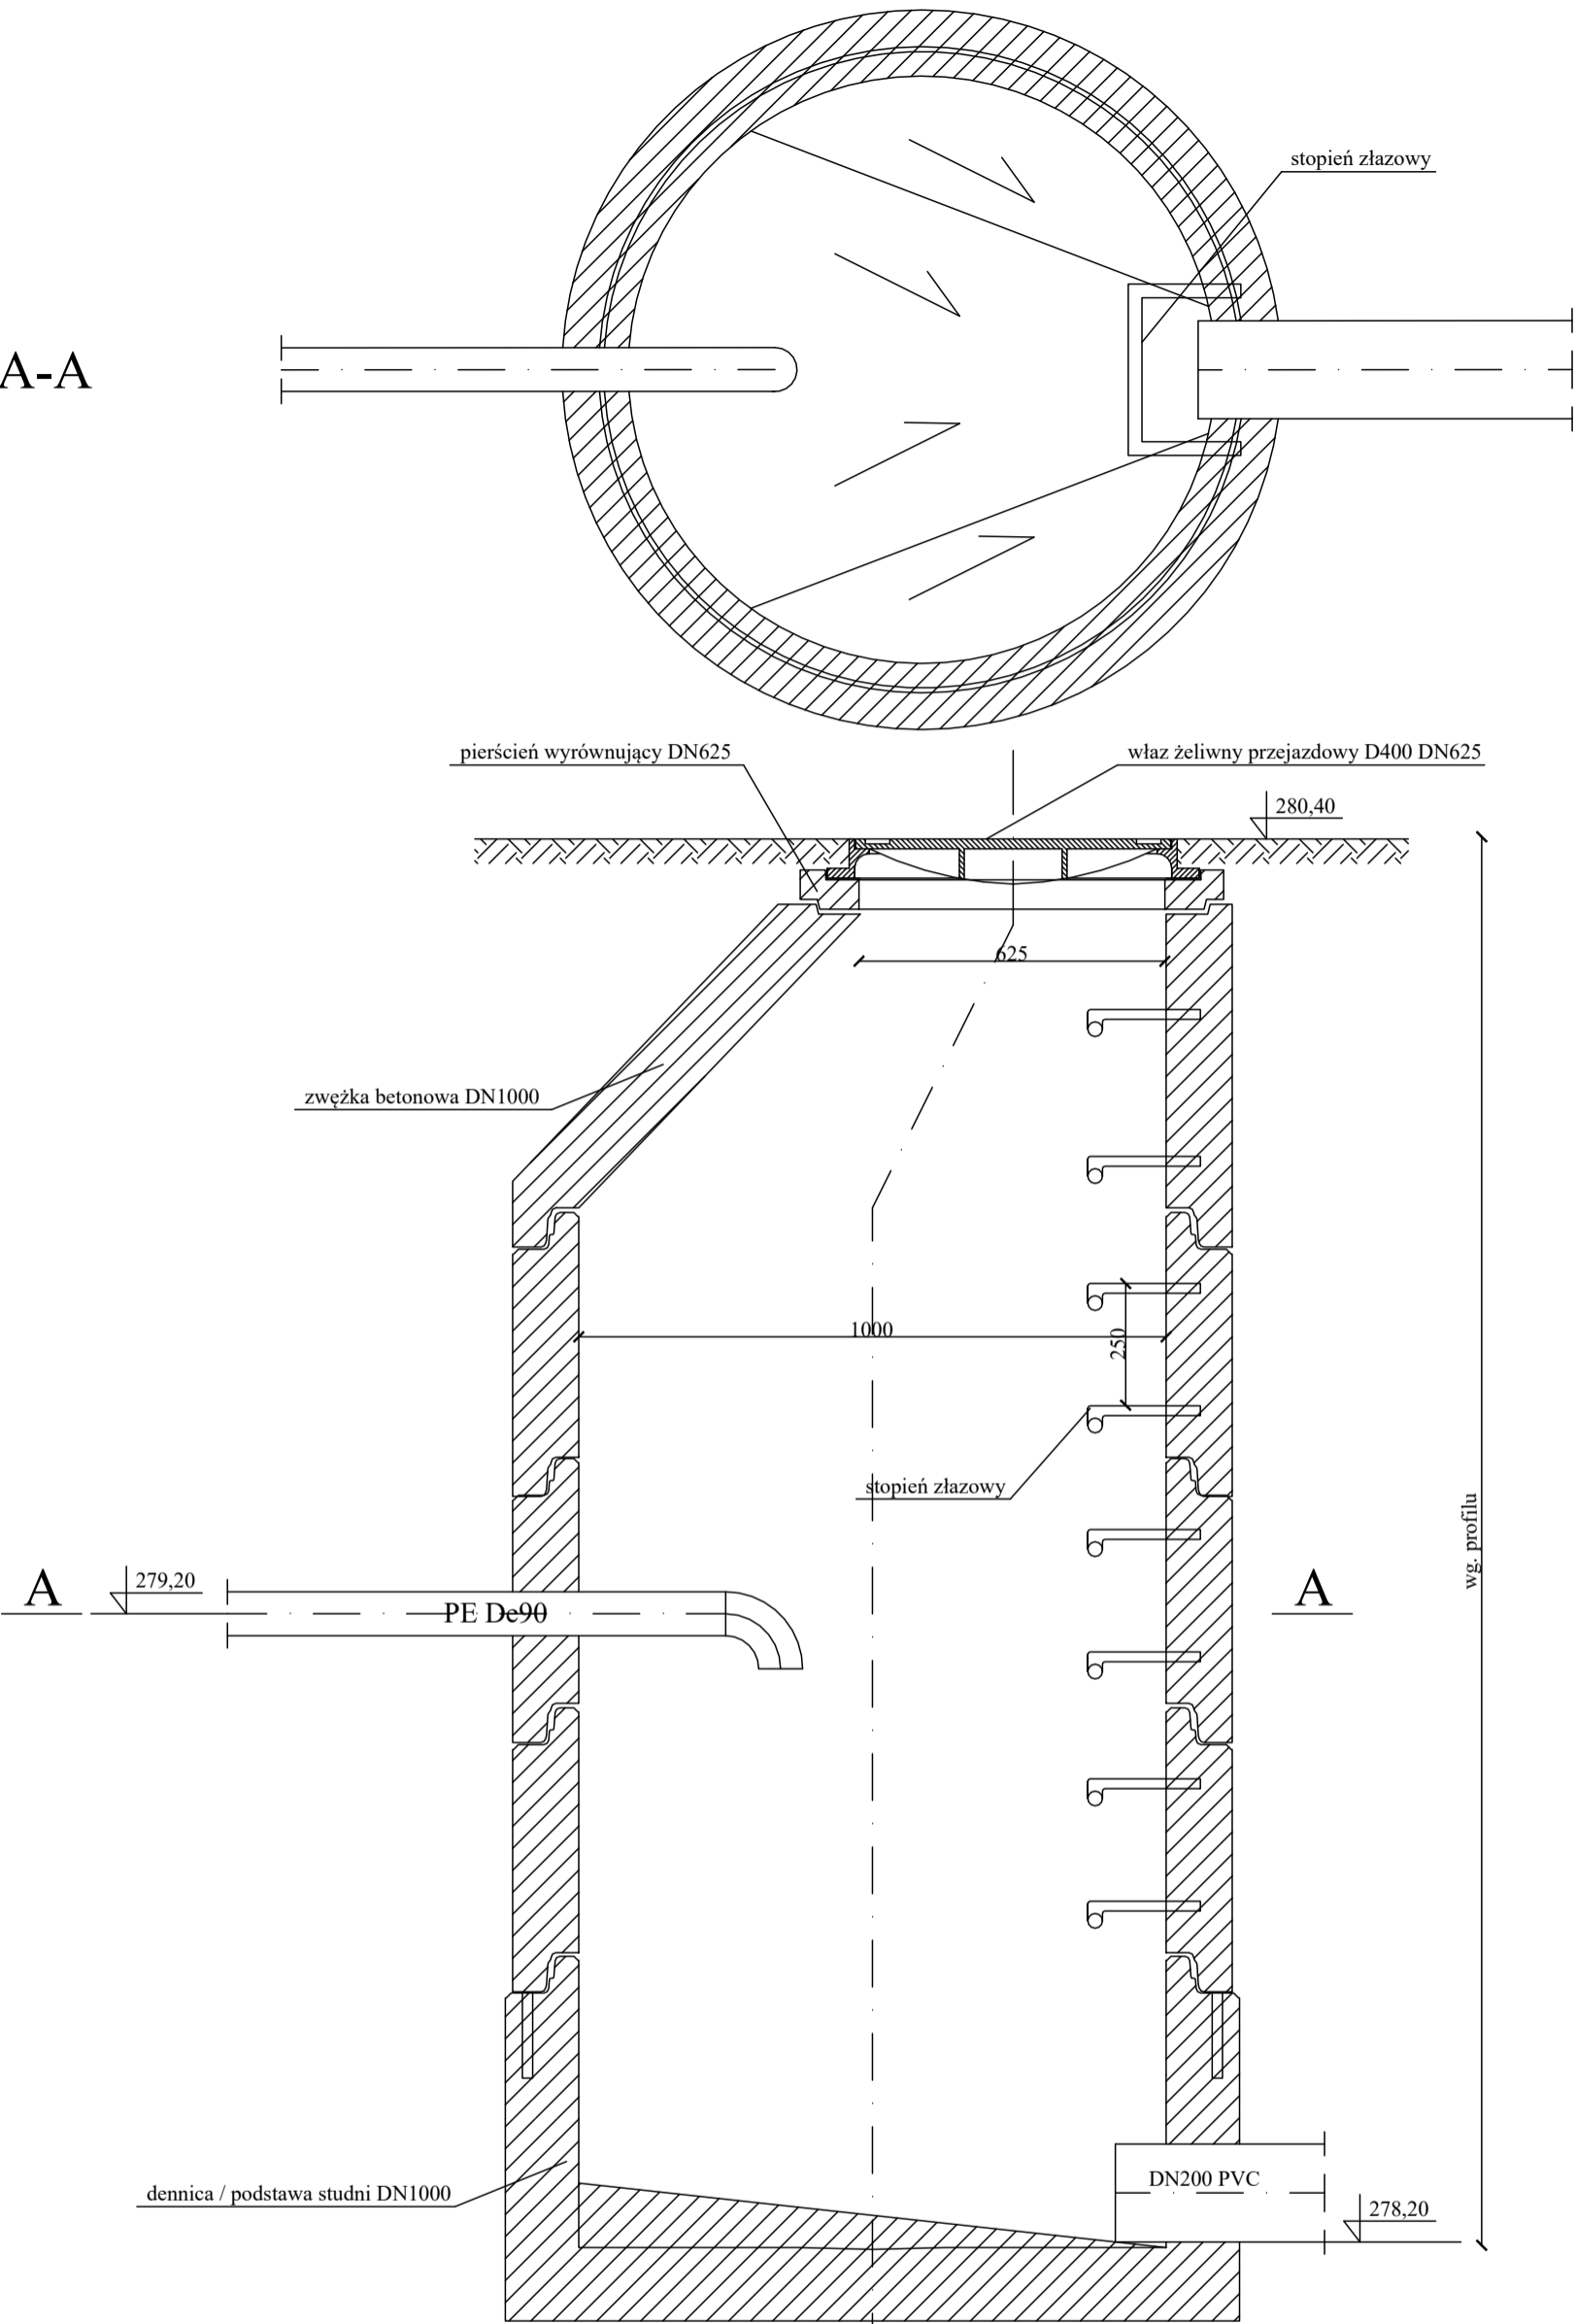 stopień złazowy
A-A
pierścień wyrównujący DN625
właz żeliwny przejazdowy D400 DN625
280,40
625
zwężka betonowa DN1000
1000
250
stopień złazowy
wg. profilu
A
279,20
PE De90
A
DN200 PVC
dennica / podstawa studni DN1000
278,20